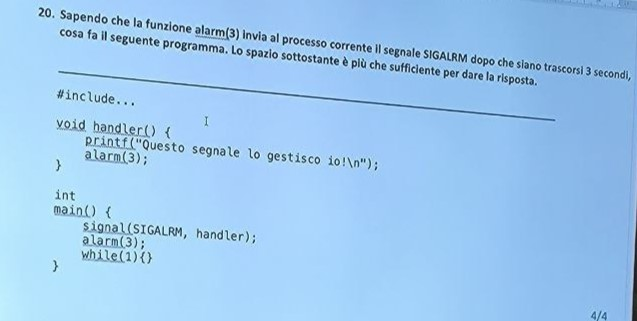 20. Sapendo che la funzione alarm(3) invia al processo corrente il segnale SIGALRM dopo che siano trascorsi 3 secondi,
cosa fa il seguente programma. Lo spazio sottostante è più che sufficiente per dare la risposta.
#include...
void handler() {
printf("Questo segnale lo gestisco io!\n");
alarm(3);
}
int
main() {
signal(SIGALRM, handler);
alarm(3);
while(1){}
}
4/4